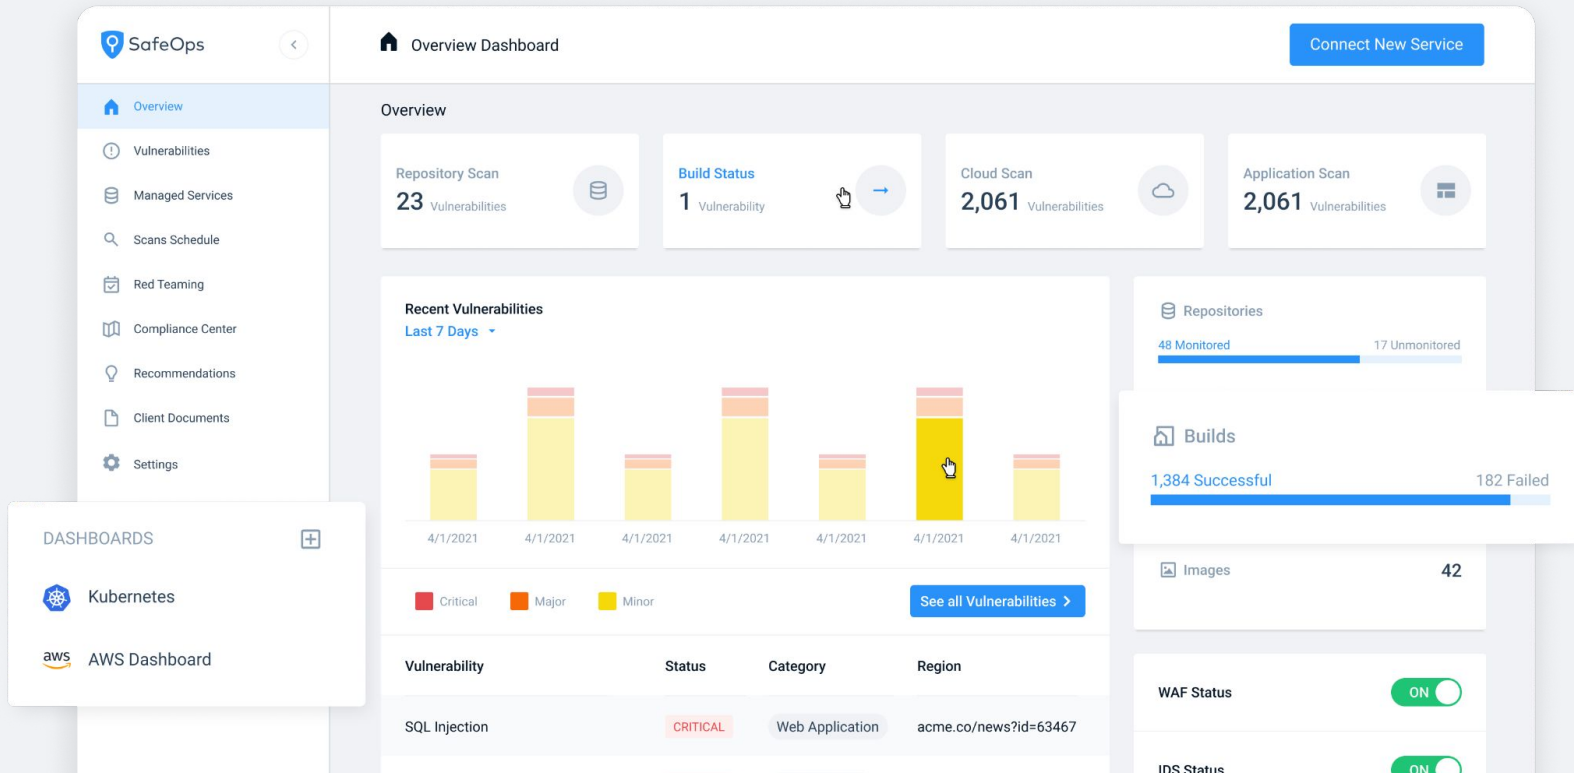 SafeOps
Overview Dashboard
Connect New Service
Overview
Vulnerabilities
Managed Services
Scans Schedule
Red Teaming
Compliance Center
Recommendations
Client Documents
Settings
DASHBOARDS
Kubernetes
aws AWS Dashboard
Overview
Repository Scan
23 Vulnerabilities
Build Status
1 Vulnerability
Cloud Scan
2,061 Vulnerabilities
Application Scan
2,061 Vulnerabilities
Recent Vulnerabilities
Last 7 Days
4/1/2021 4/1/2021 4/1/2021 4/1/2021 4/1/2021 4/1/2021 4/1/2021
Critical Major Minor
See all Vulnerabilities
Vulnerability Status Category Region
SQL Injection CRITICAL Web Application acme.co/news?id=63467
Repositories
48 Monitored 17 Unmonitored
Builds
1,384 Successful 182 Failed
Images 42
WAF Status ON
IDS Status ON